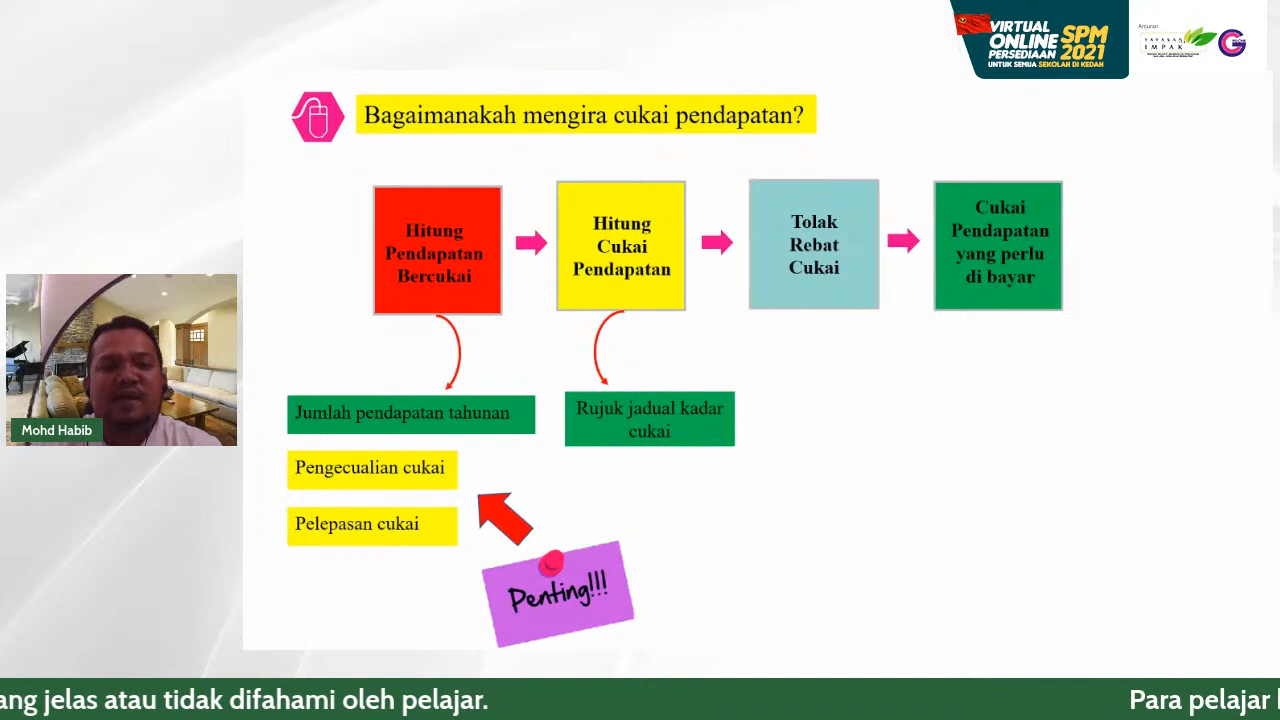 VIRTUAL
ONLINE
PERSEDIAAN
SPM
2021
UNTUK SEMUA SEKOLAH DI KEDAH
Anjuran
YAYASAN
IMPAK
G
Bagaimanakah mengira cukai pendapatan?
Hitung
Pendapatan
Bercukai
Hitung
Cukai
Pendapatan
Tolak
Rebat
Cukai
Cukai
Pendapatan
yang perlu
di bayar
Jumlah pendapatan tahunan
Pengecualian cukai
Pelepasan cukai
Rujuk jadual kadar
cukai
Penting!!!
Mohd Habib
ang jelas atau tidak difahami oleh pelajar.
Para pelajar